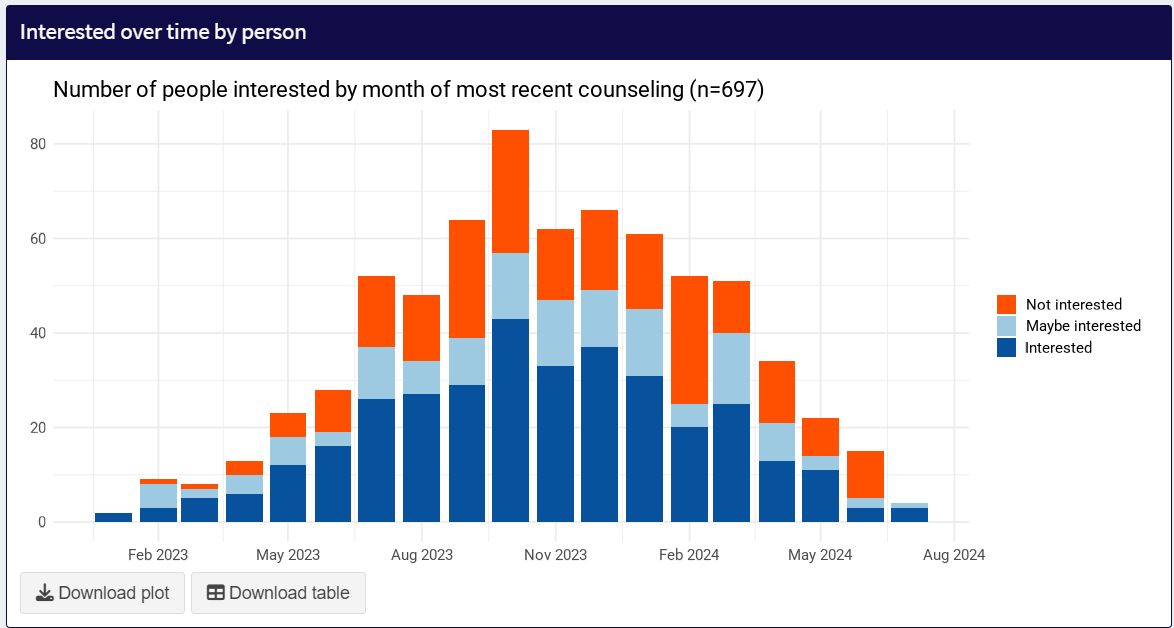 Interested over time by person
Number of people interested by month of most recent counseling (n=697)
80
60
40
20
0
Feb 2023 May 2023 Aug 2023 Nov 2023 Feb 2024 May 2024 Aug 2024
Not interested
Maybe interested
Interested
Download plot Download table